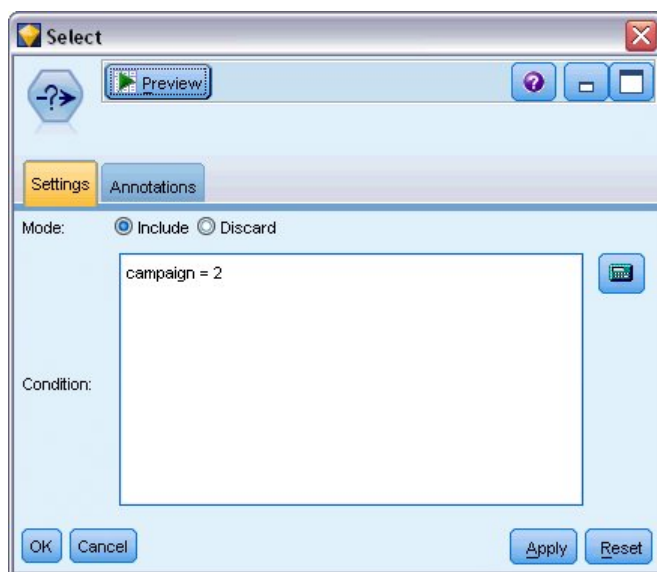 Select
Preview
Settings
Annotations
Mode:
Include
Discard
campaign = 2
Condition:
OK
Cancel
Apply
Reset